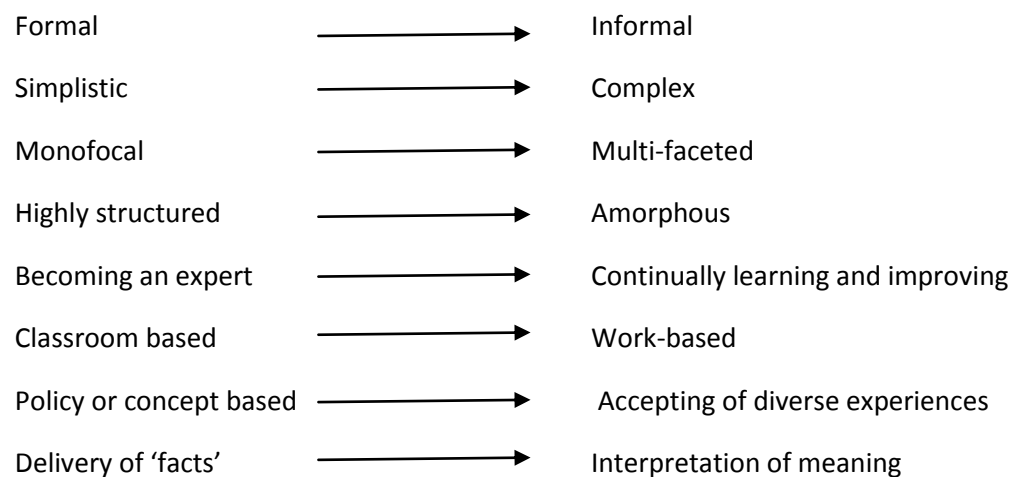 Formal Informal
Simplistic Complex
Monofocal Multi-faceted
Highly structured Amorphous
Becoming an expert Continually learning and improving
Classroom based Work-based
Policy or concept based Accepting of diverse experiences
Delivery of ‘facts’ Interpretation of meaning